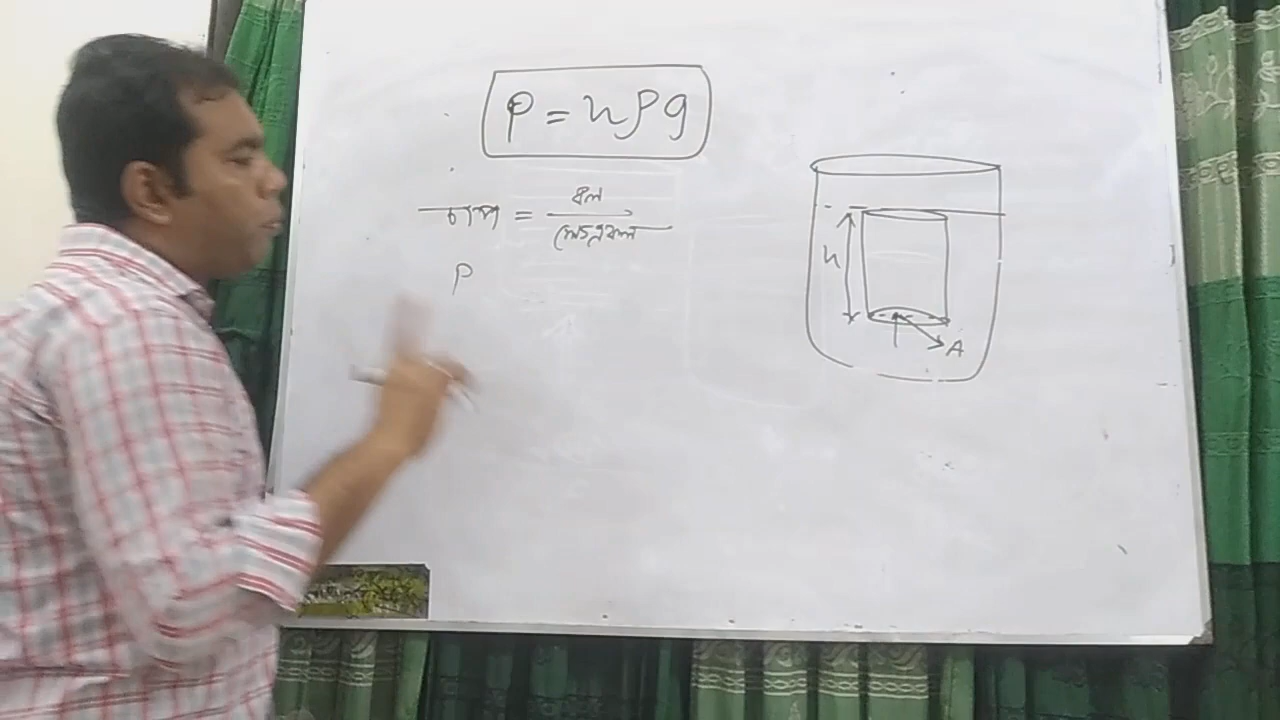 P = hρg
চাপ = বল / ক্ষেত্রফল
P
h
A